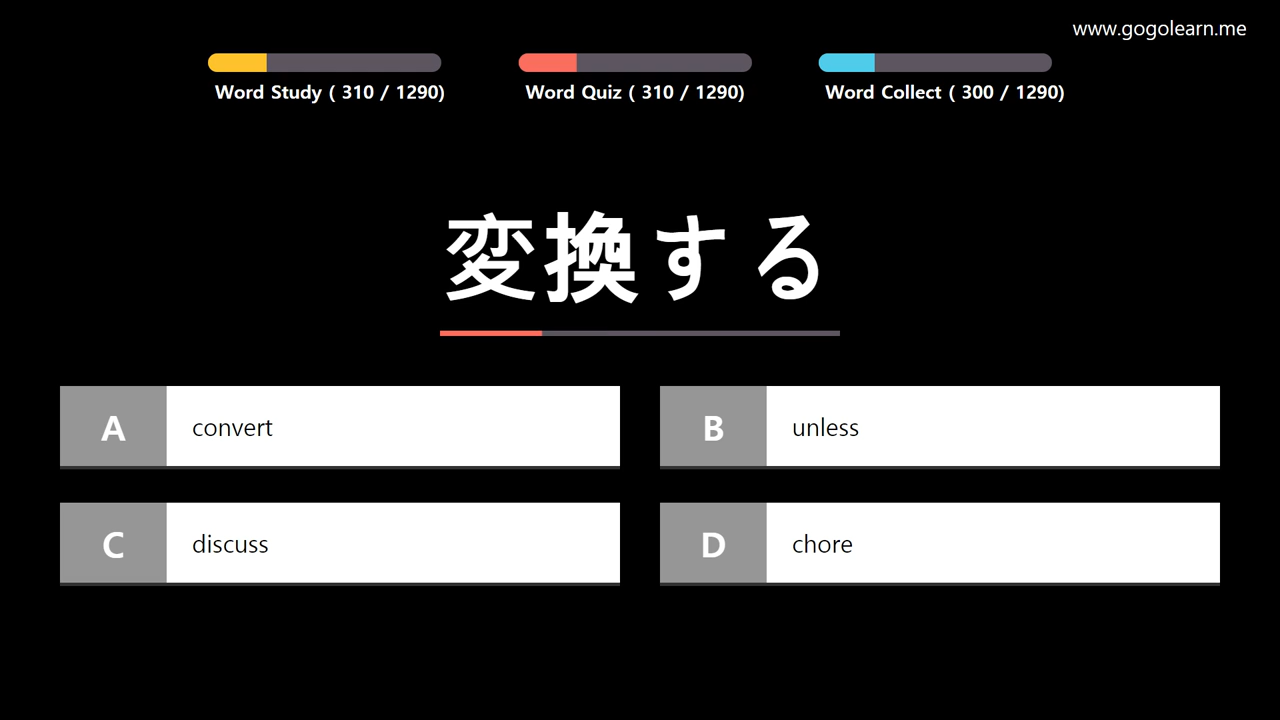 www.gogolearn.me
Word Study ( 310 / 1290)
Word Quiz ( 310 / 1290)
Word Collect ( 300 / 1290)
変換する
A convert
B unless
C discuss
D chore